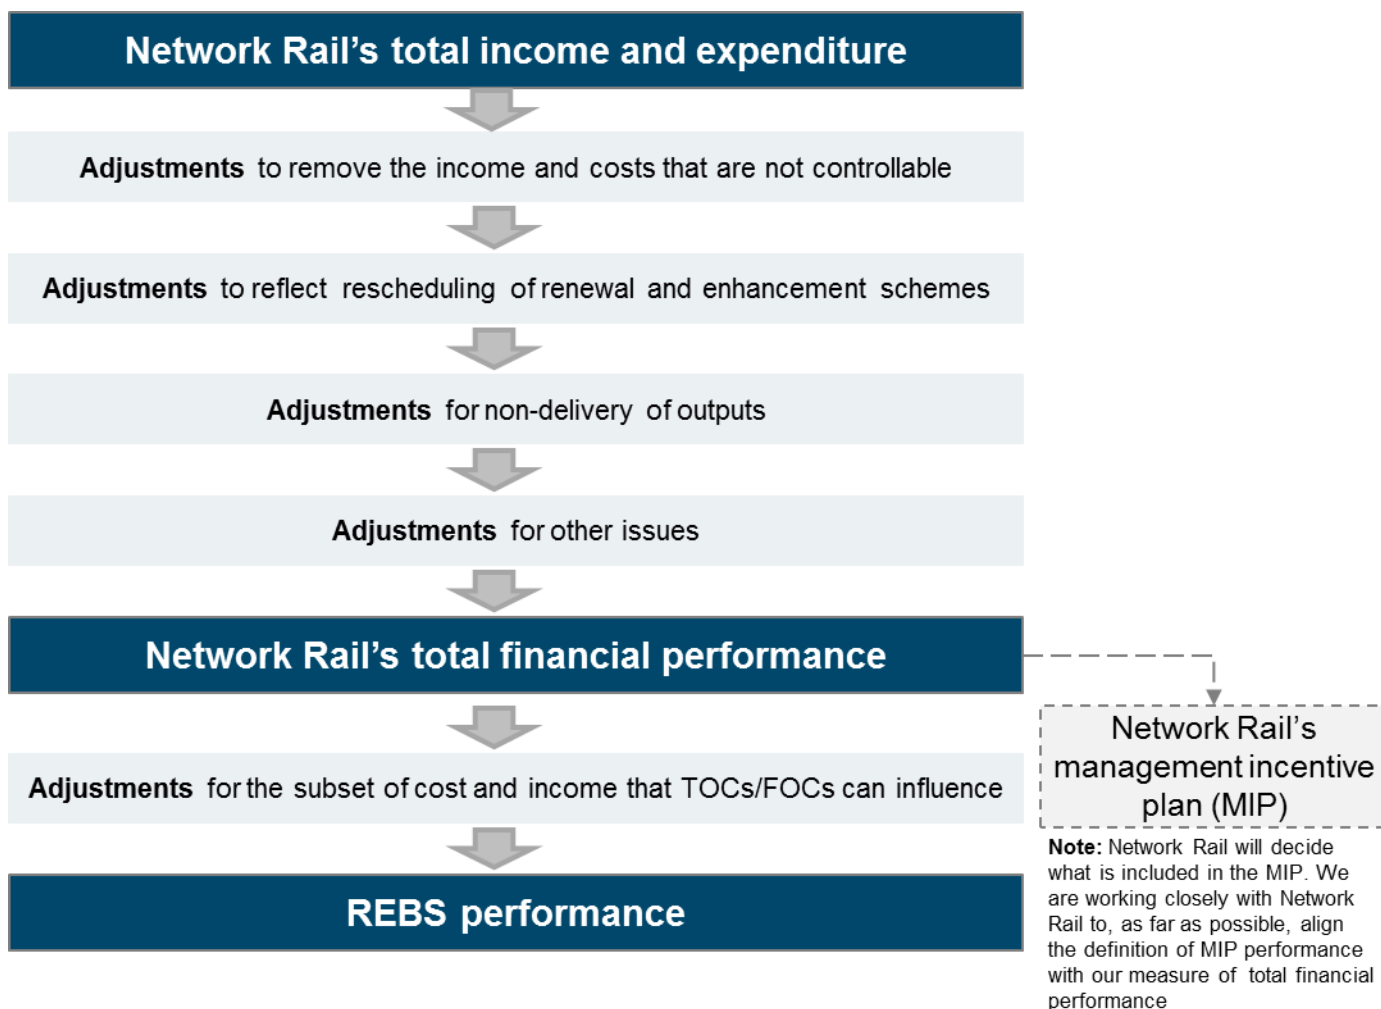 Network Rail’s total income and expenditure
Adjustments to remove the income and costs that are not controllable
Adjustments to reflect rescheduling of renewal and enhancement schemes
Adjustments for non-delivery of outputs
Adjustments for other issues
Network Rail’s total financial performance
Adjustments for the subset of cost and income that TOCs/FOCs can influence
REBS performance
Network Rail’s
management incentive
plan (MIP)
Note: Network Rail will decide
what is included in the MIP. We
are working closely with Network
Rail to, as far as possible, align
the definition of MIP performance
with our measure of total financial
performance